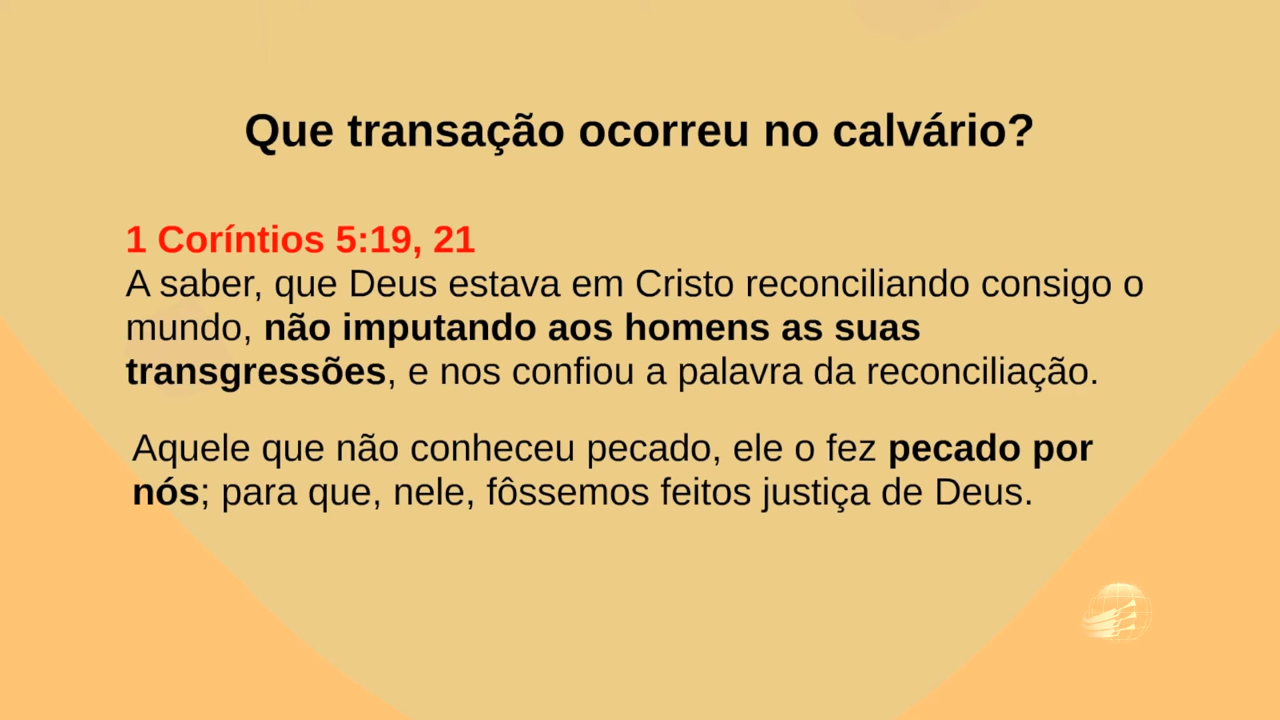 Que transação ocorreu no calvário?
1 Coríntios 5:19, 21
A saber, que Deus estava em Cristo reconciliando consigo o
mundo, não imputando aos homens as suas
transgressões, e nos confiou a palavra da reconciliação.
Aquele que não conheceu pecado, ele o fez pecado por
nós; para que, nele, fôssemos feitos justiça de Deus.